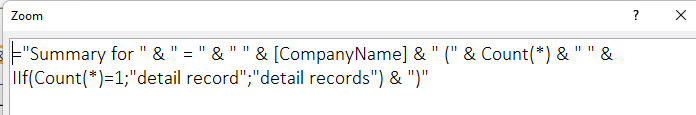 Zoom
? ×
="Summary for " & " = " & " " & [CompanyName] & " (" & Count(*) & " " &
IIf(Count(*)=1;"detail record";"detail records") & ")"